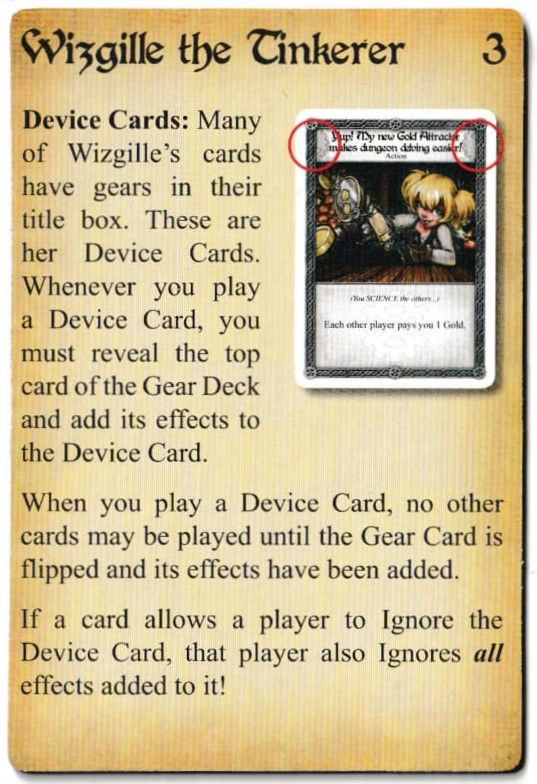 Wizgille the Tinkerer 3
Device Cards: Many
of Wizgille's cards
have gears in their
title box. These are
her Device Cards.
Whenever you play
a Device Card, you
must reveal the top
card of the Gear Deck
and add its effects to
the Device Card.
Yup! My new Gold Attractor
makes dungeon delving easier!
Action
(You SCIENCE the others...)
Each other player pays you 1 Gold.
When you play a Device Card, no other
cards may be played until the Gear Card is
flipped and its effects have been added.
If a card allows a player to Ignore the
Device Card, that player also Ignores all
effects added to it!